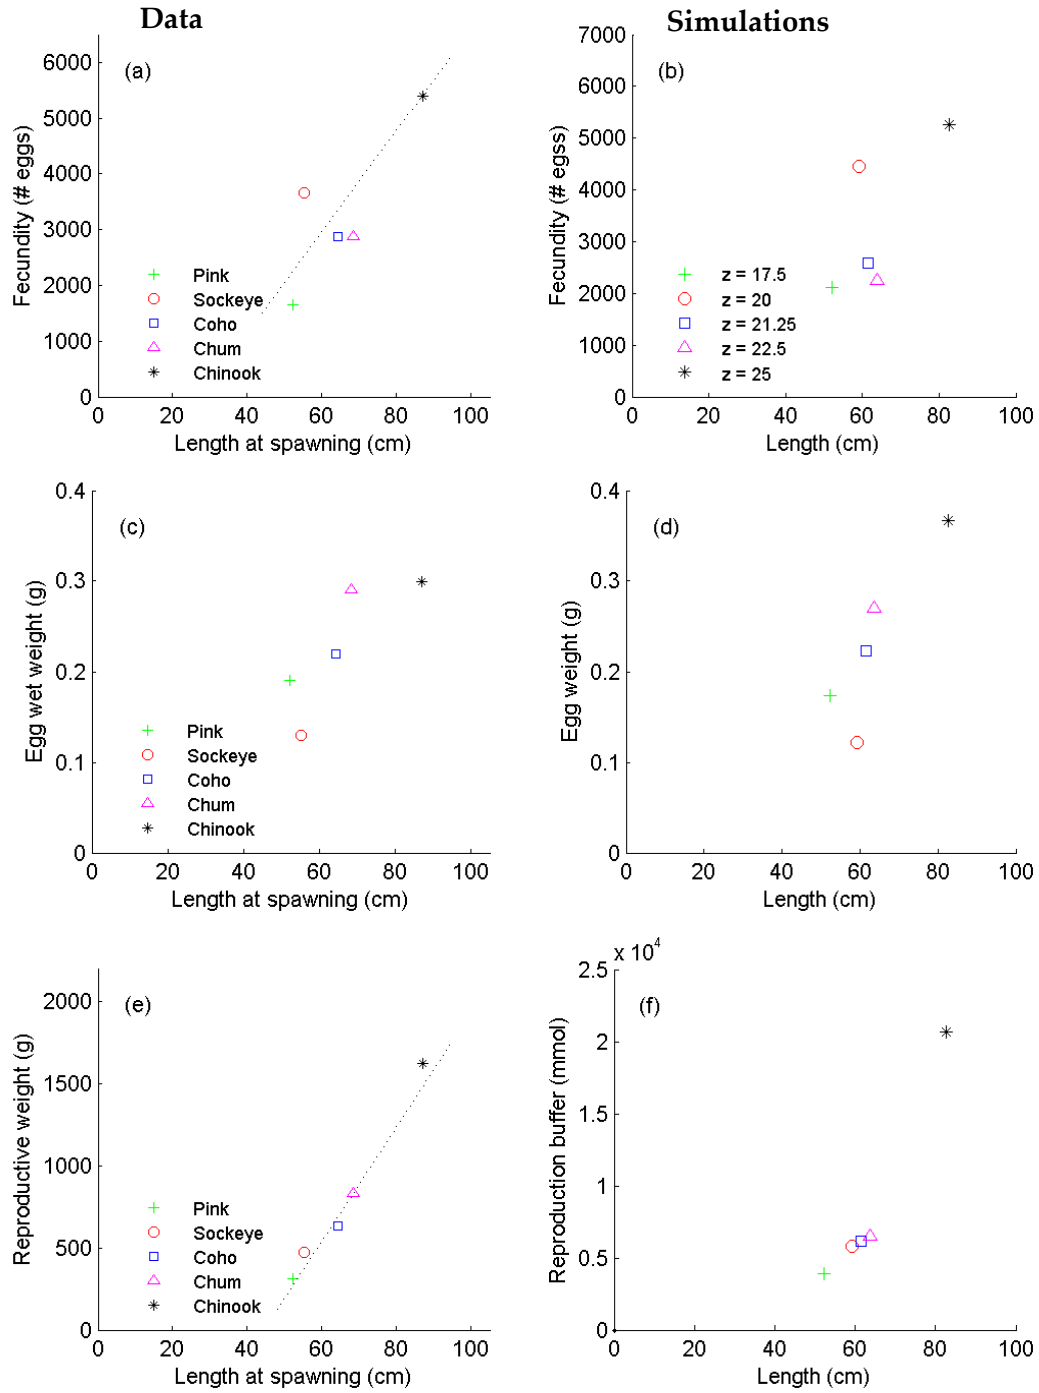 Data
Simulations
(a)
Fecundity (# eggs)
6000
5000
4000
3000
2000
1000
0
Pink
Sockeye
Coho
Chum
Chinook
0 20 40 60 80 100
Length at spawning (cm)
(b)
Fecundity (# egss)
7000
6000
5000
4000
3000
2000
1000
0
z = 17.5
z = 20
z = 21.25
z = 22.5
z = 25
0 20 40 60 80 100
Length (cm)
(c)
Egg wet weight (g)
0.4
0.3
0.2
0.1
0
Pink
Sockeye
Coho
Chum
Chinook
0 20 40 60 80 100
Length at spawning (cm)
(d)
Egg weight (g)
0.4
0.3
0.2
0.1
0
0 20 40 60 80 100
Length (cm)
(e)
Reproductive weight (g)
2000
1500
1000
500
0
Pink
Sockeye
Coho
Chum
Chinook
0 20 40 60 80 100
Length at spawning (cm)
x 10⁴
(f)
Reproduction buffer (mmol)
2.5
2
1.5
1
0.5
0
0 20 40 60 80 100
Length (cm)